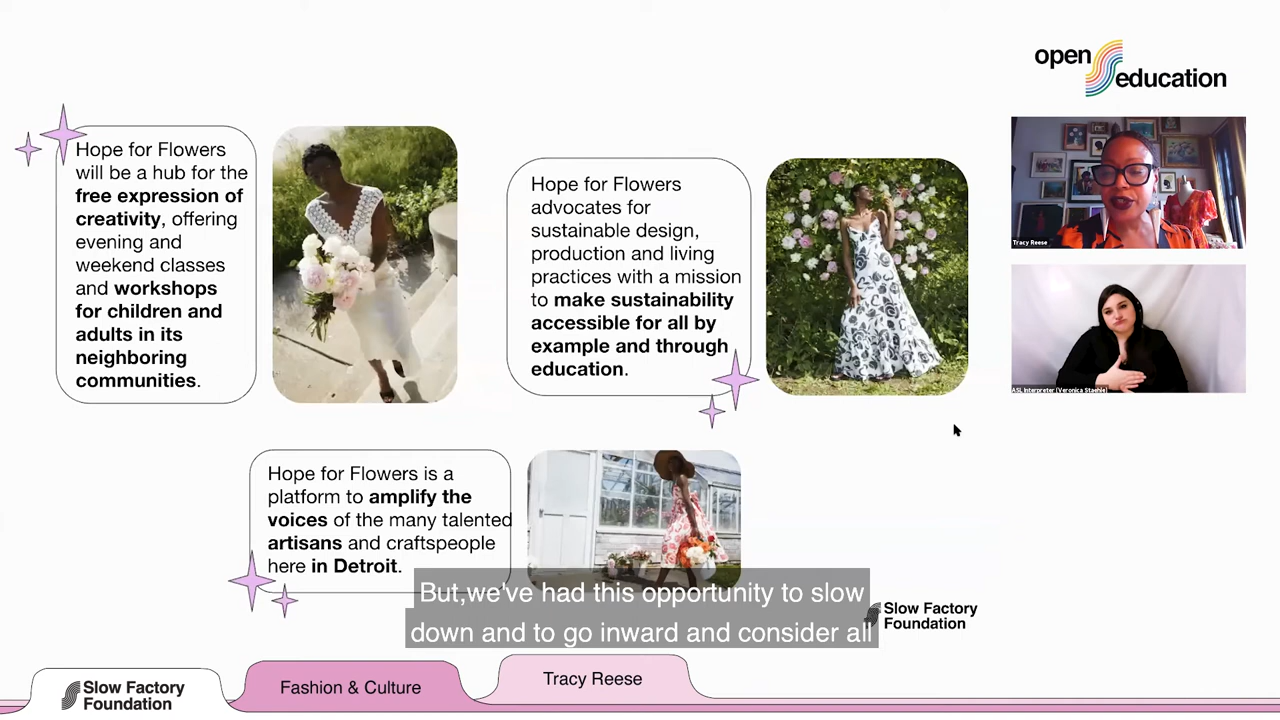 open
education
Hope for Flowers
will be a hub for the
free expression of
creativity, offering
evening and
weekend classes
and workshops
for children and
adults in its
neighboring
communities.
Hope for Flowers
advocates for
sustainable design,
production and living
practices with a mission
to make sustainability
accessible for all by
example and through
education.
Tracy Reese
ASL Interpreter (Veronica Staehle)
Hope for Flowers is a
platform to amplify the
voices of the many talented
artisans and craftspeople
here in Detroit.
But,we've had this opportunity to slow
down and to go inward and consider all
Slow Factory
Foundation
Slow Factory
Foundation
Fashion & Culture
Tracy Reese